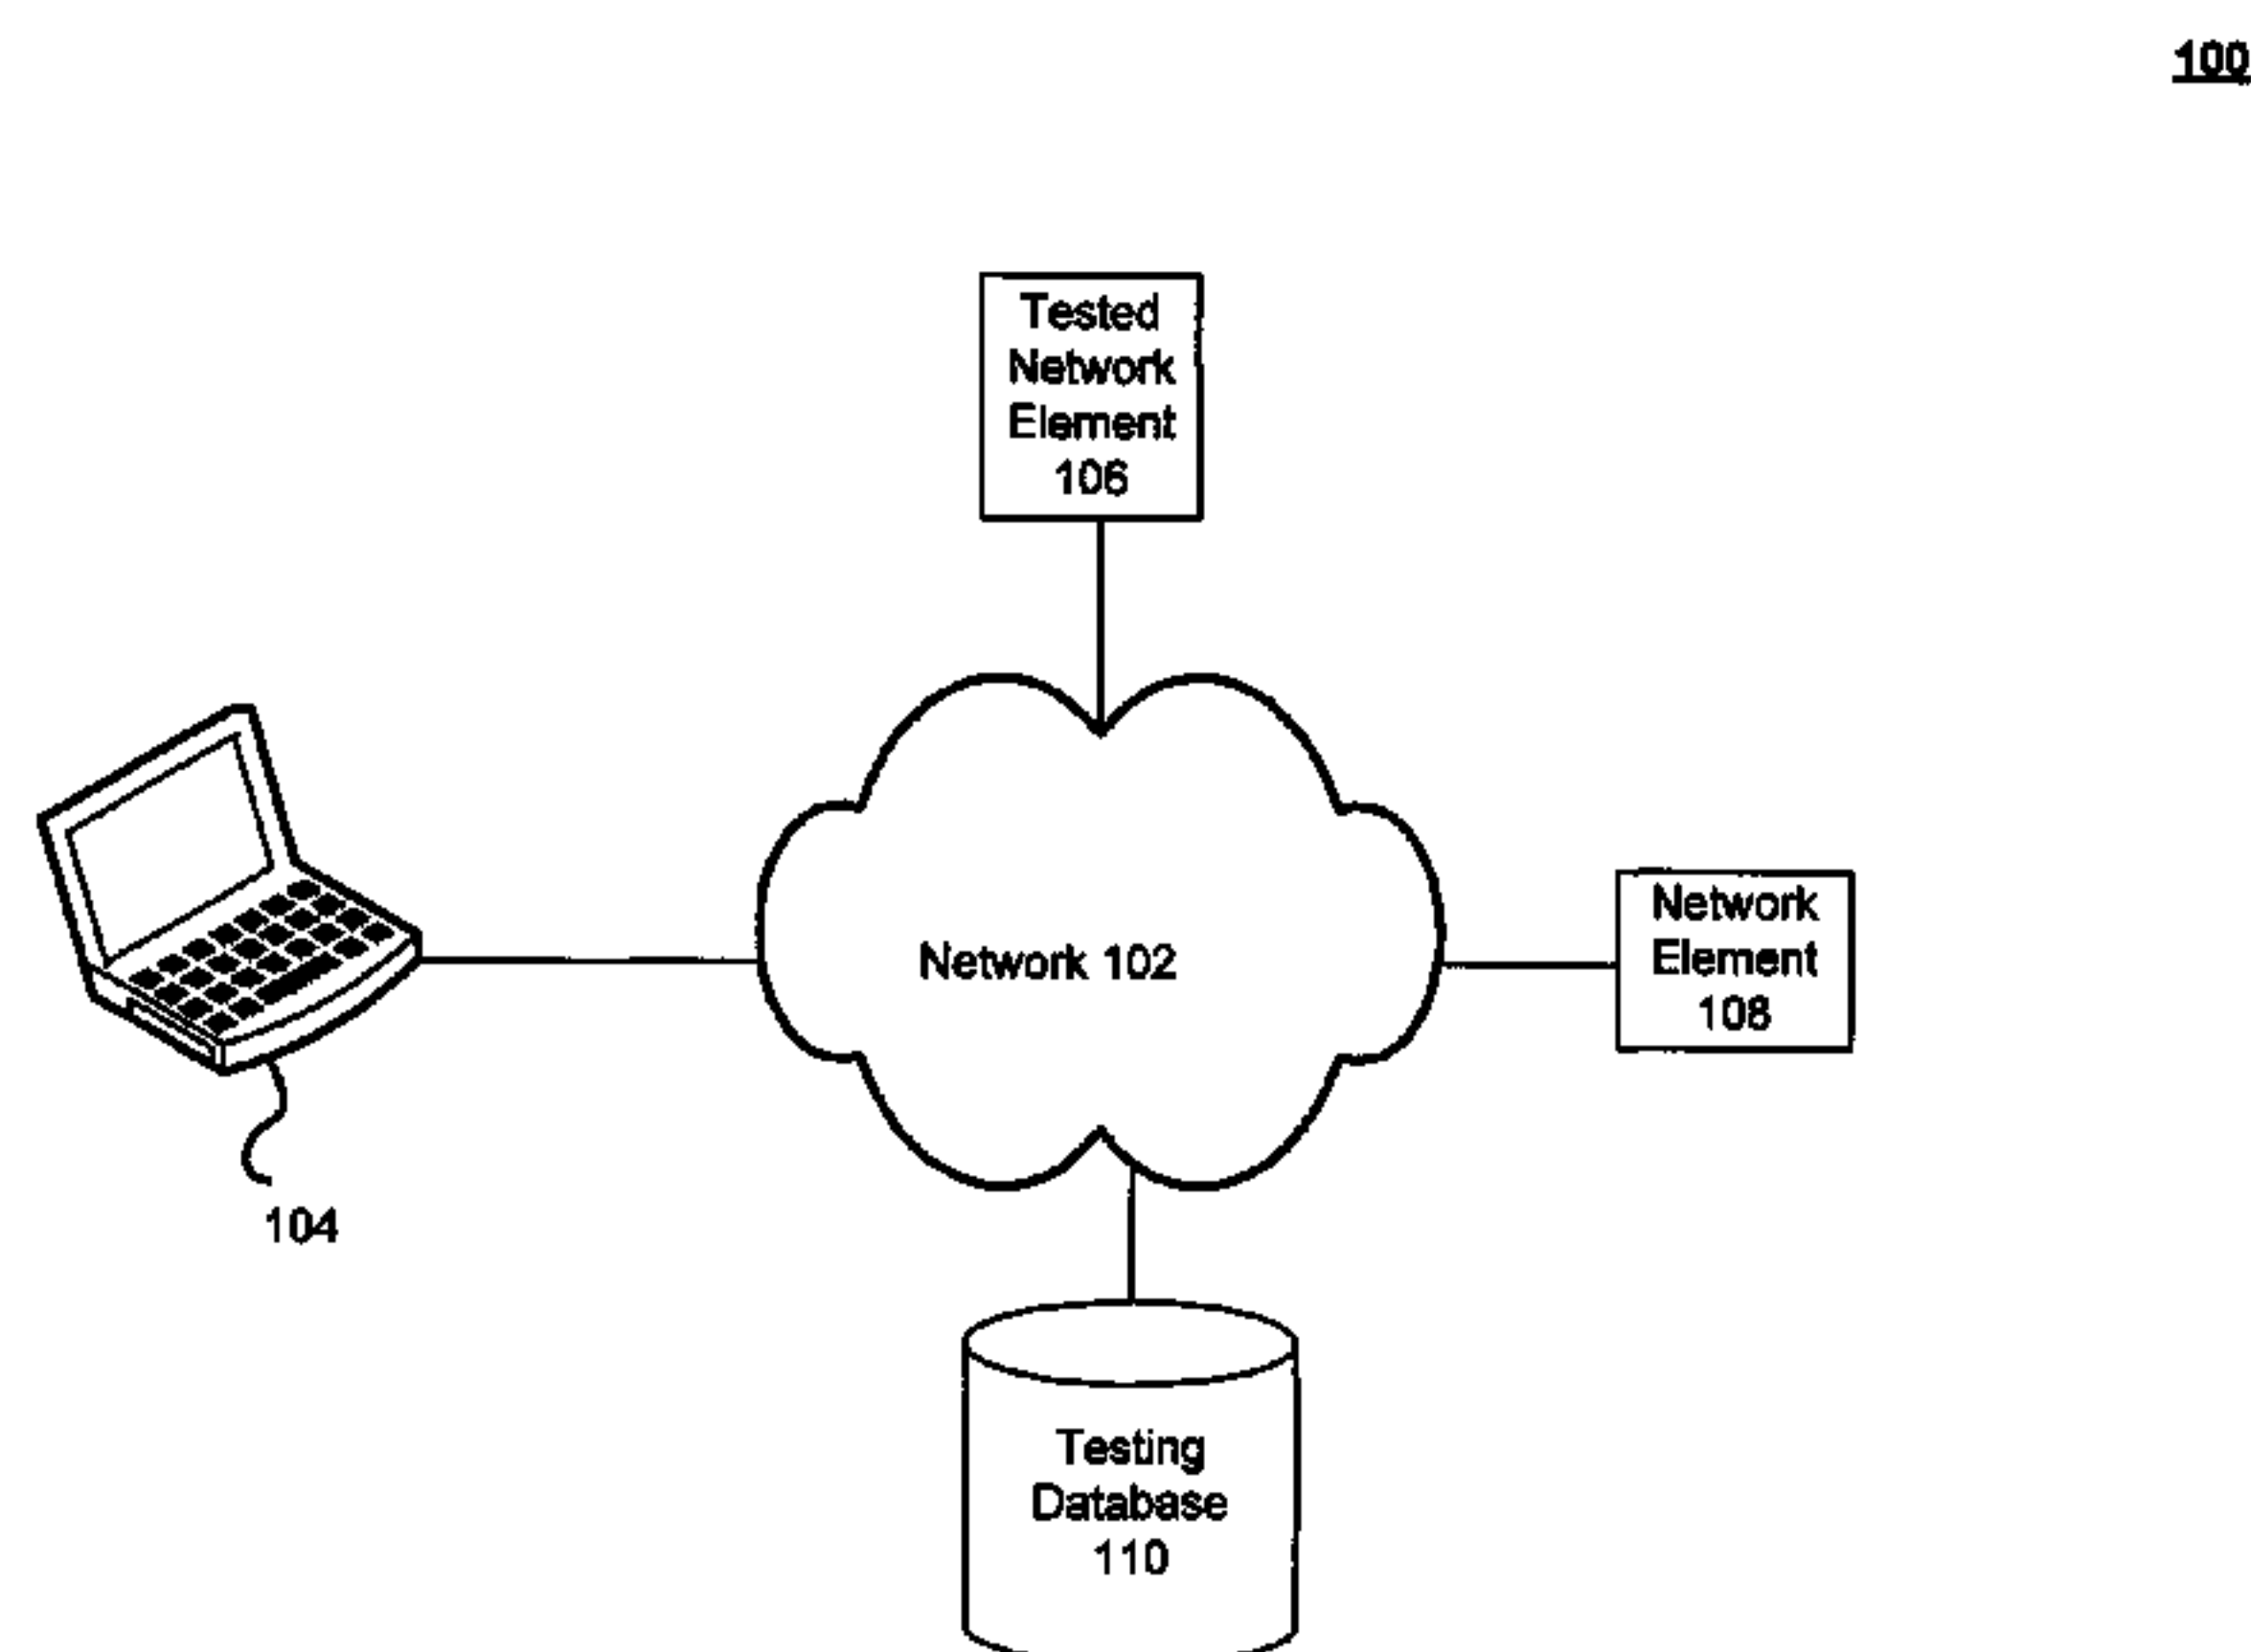 100
Tested
Network
Element
106
Network 102
Network
Element
108
104
Testing
Database
110